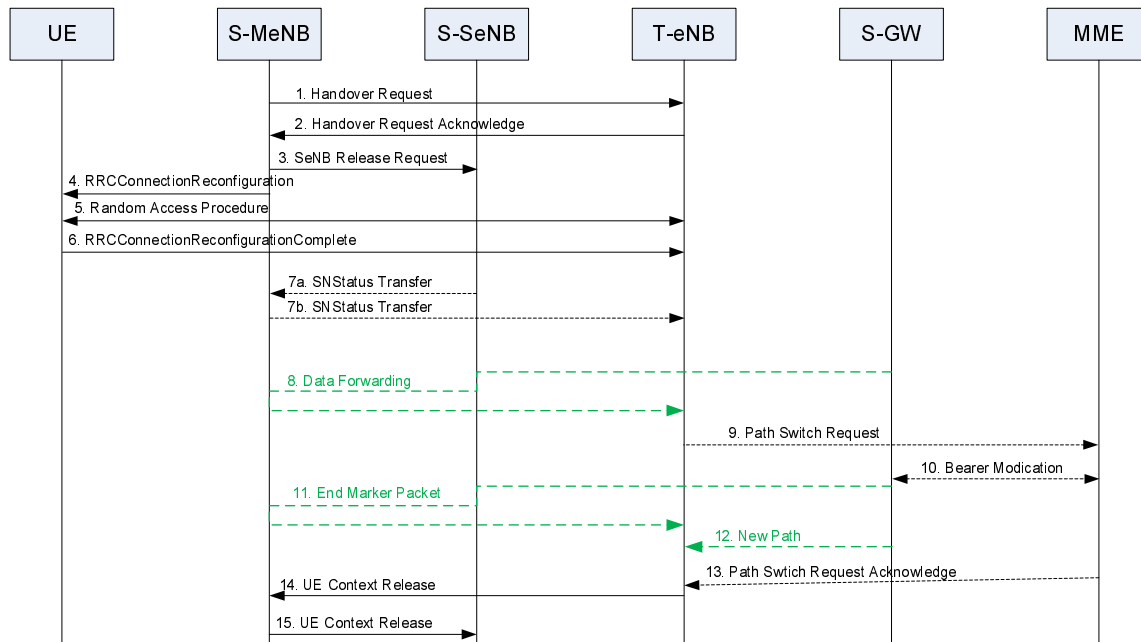 UE
S-MeNB
S-SeNB
T-eNB
S-GW
MME
1. Handover Request
2. Handover Request Acknowledge
3. SeNB Release Request
4. RRCConnectionReconfiguration
5. Random Access Procedure
6. RRCConnectionReconfigurationComplete
7a. SNStatus Transfer
7b. SNStatus Transfer
8. Data Forwarding
9. Path Switch Request
10. Bearer Modication
11. End Marker Packet
12. New Path
13. Path Swtich Request Acknowledge
14. UE Context Release
15. UE Context Release